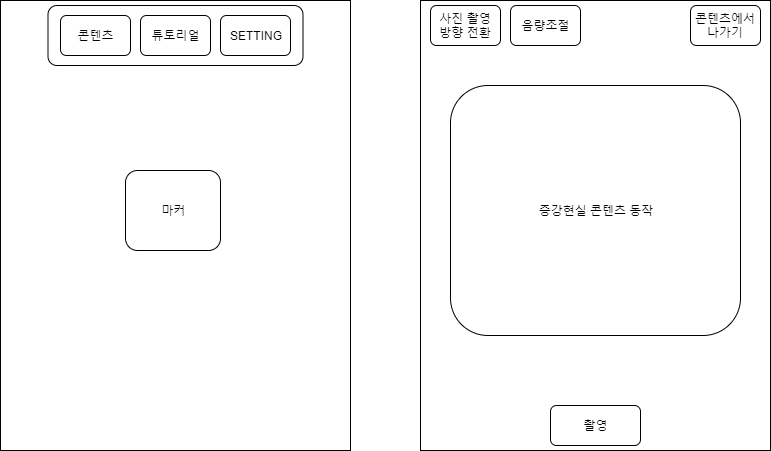 콘텐츠
튜토리얼
SETTING
마커
사진 촬영
방향 전환
음량조절
콘텐츠에서
나가기
증강현실 콘텐츠 동작
촬영